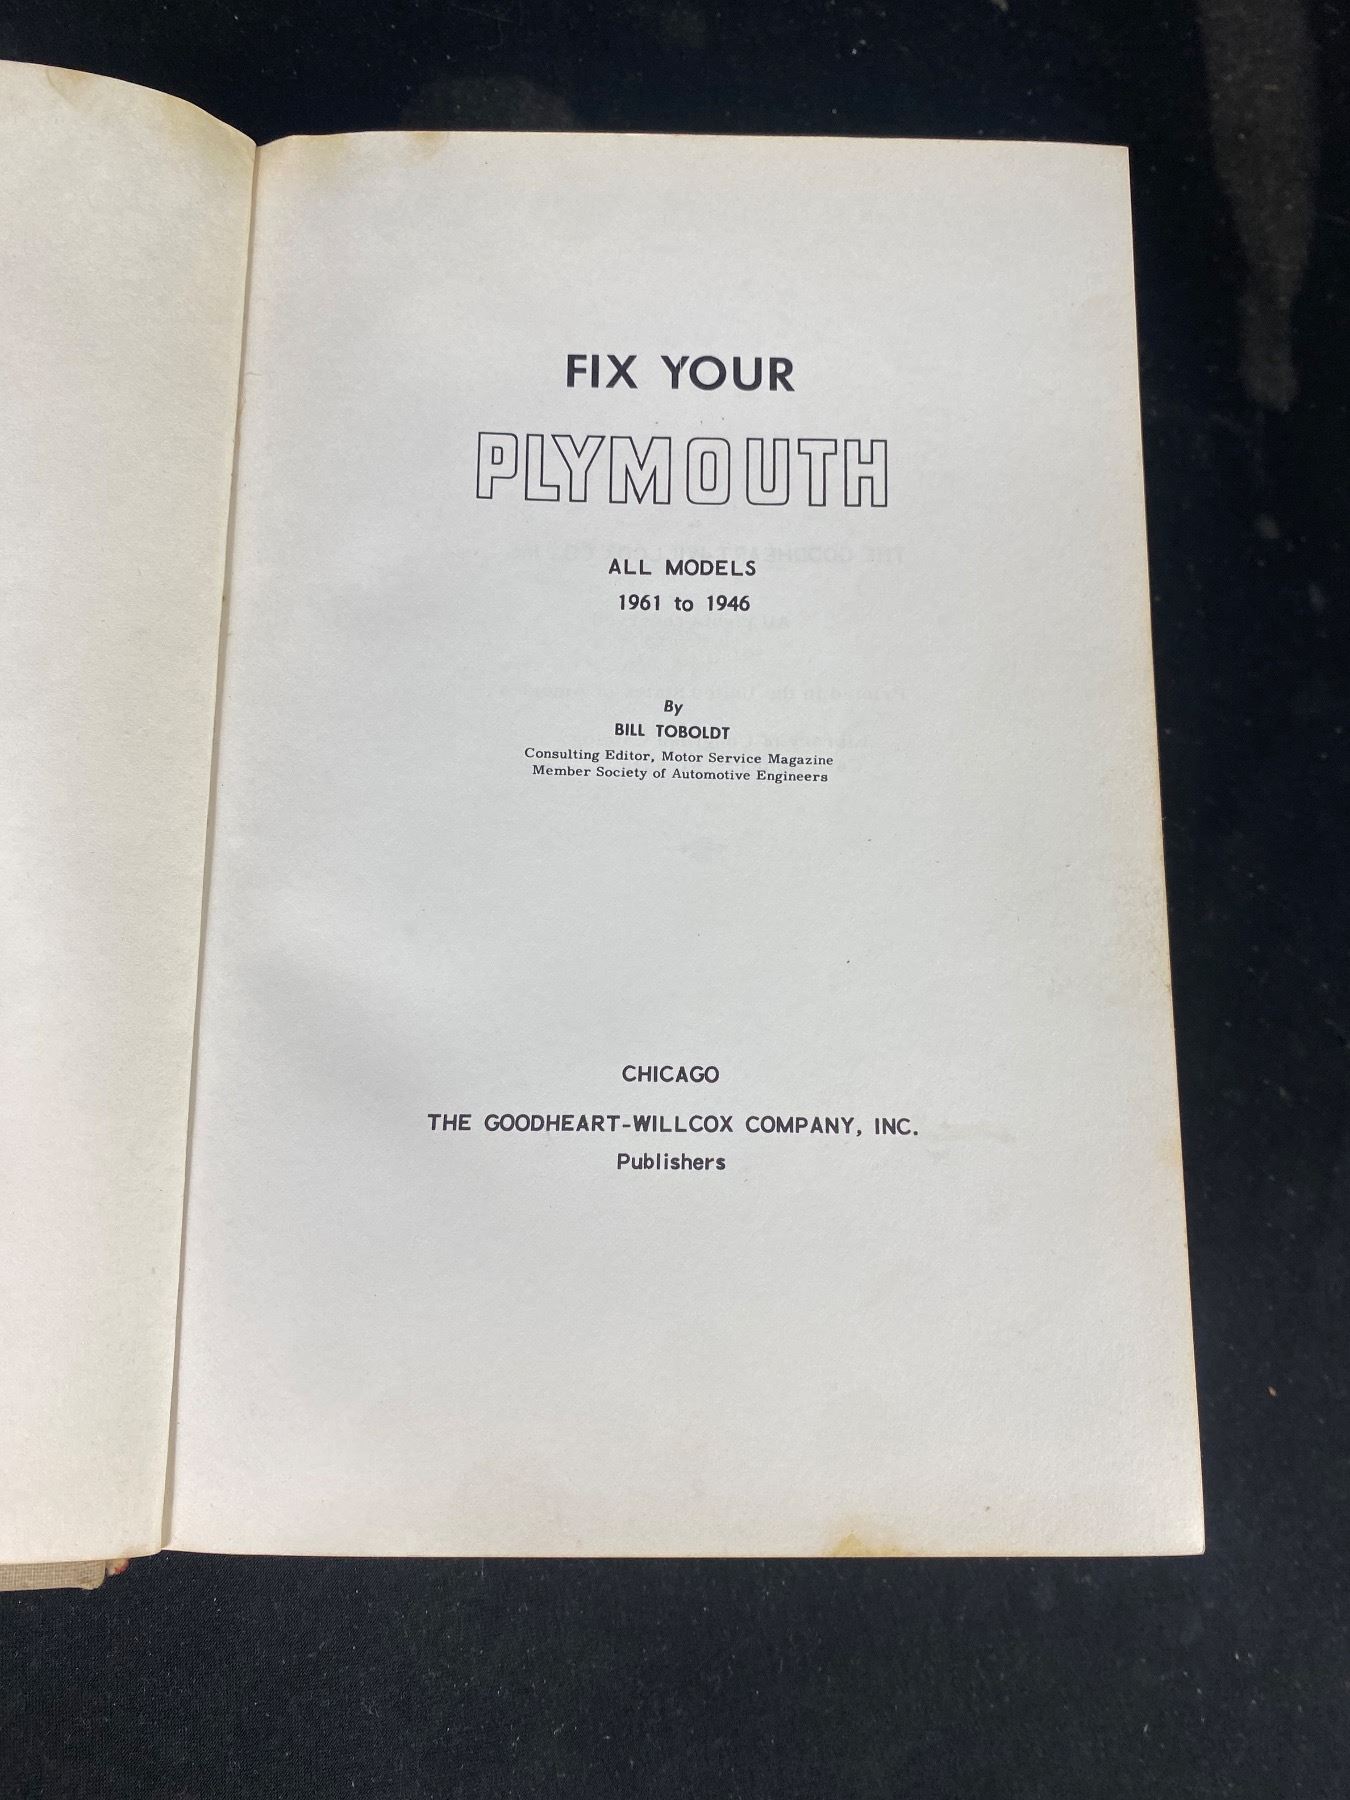 FIX YOUR
PLYMOUTH
ALL MODELS
1961 to 1946
By
BILL TOBOLDT
Consulting Editor, Motor Service Magazine
Member Society of Automotive Engineers
CHICAGO
THE GOODHEART-WILLCOX COMPANY, INC.
Publishers